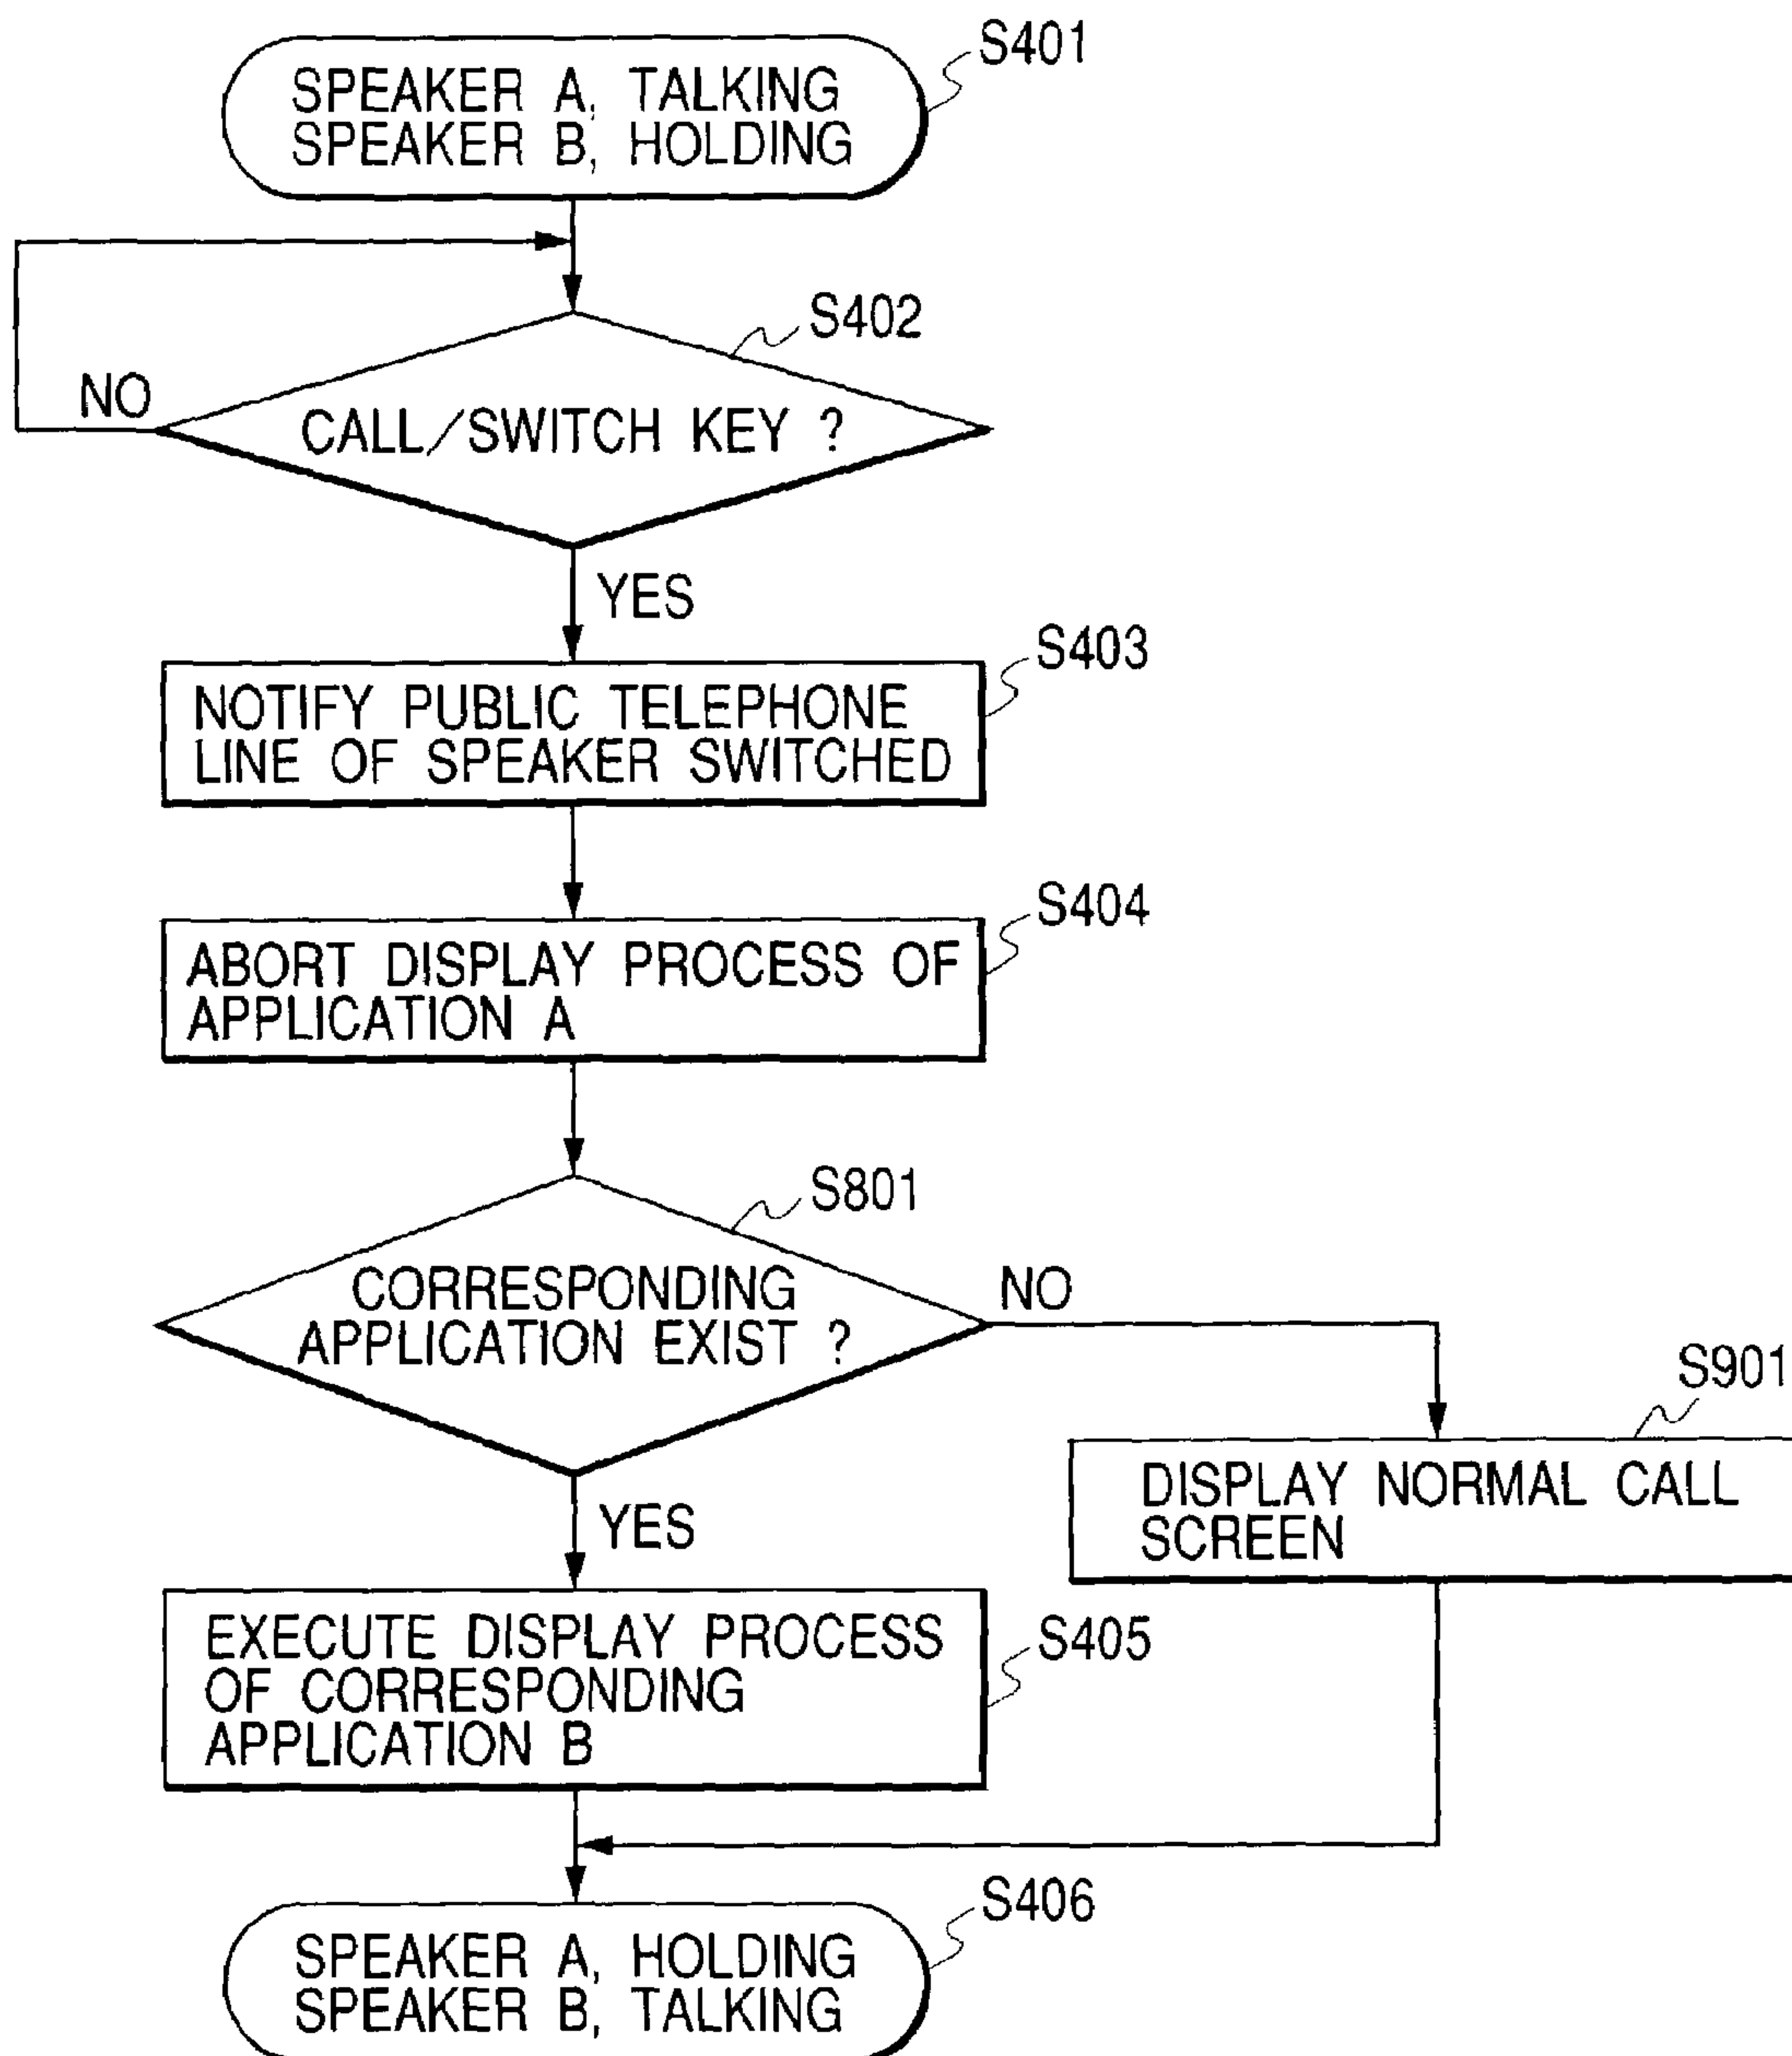 S401
SPEAKER A, TALKING
SPEAKER B, HOLDING
S402
NO
CALL/SWITCH KEY ?
YES
S403
NOTIFY PUBLIC TELEPHONE
LINE OF SPEAKER SWITCHED
S404
ABORT DISPLAY PROCESS OF
APPLICATION A
S801
CORRESPONDING
APPLICATION EXIST ?
NO
S901
DISPLAY NORMAL CALL
SCREEN
YES
EXECUTE DISPLAY PROCESS
OF CORRESPONDING
APPLICATION B
S405
S406
SPEAKER A, HOLDING
SPEAKER B, TALKING